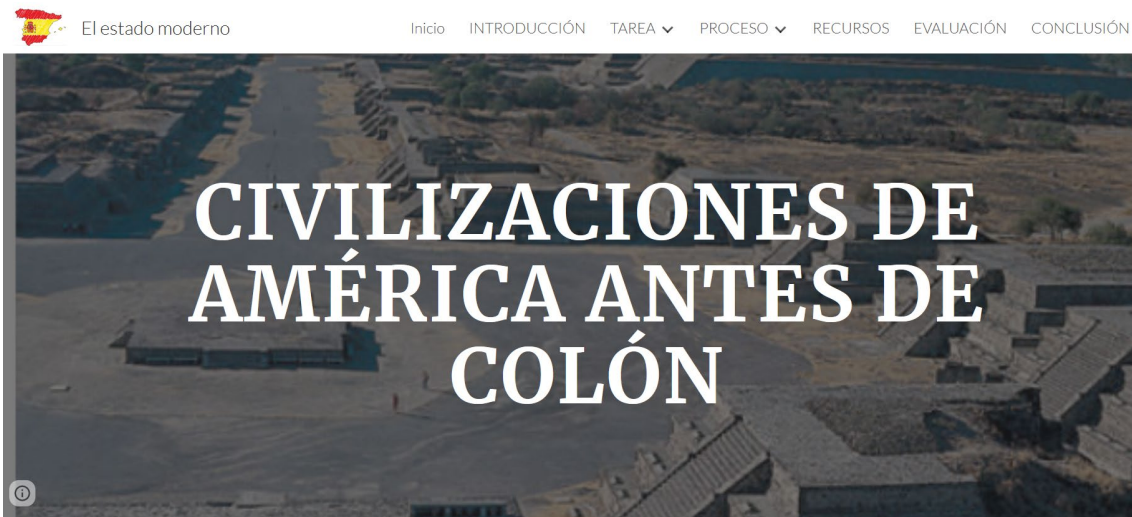 El estado moderno
Inicio INTRODUCCIÓN TAREA PROCESO RECURSOS EVALUACIÓN CONCLUSIÓN
CIVILIZACIONES DE
AMÉRICA ANTES DE
COLÓN